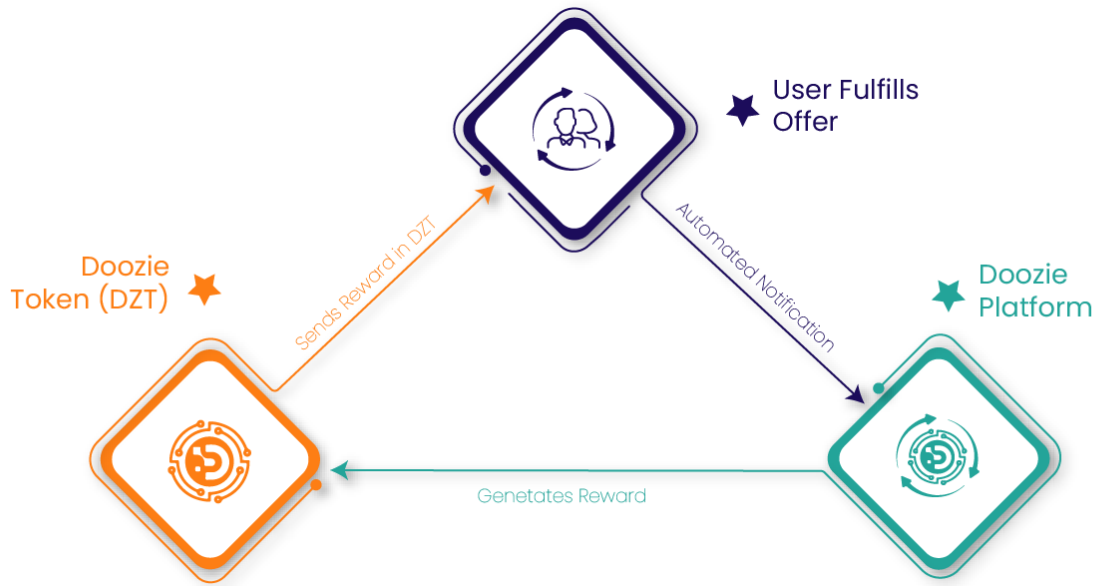 User Fulfills
Offer
Automated Notification
Sends Reward in DZT
Doozie
Token (DZT)
Doozie
Platform
Genetates Reward